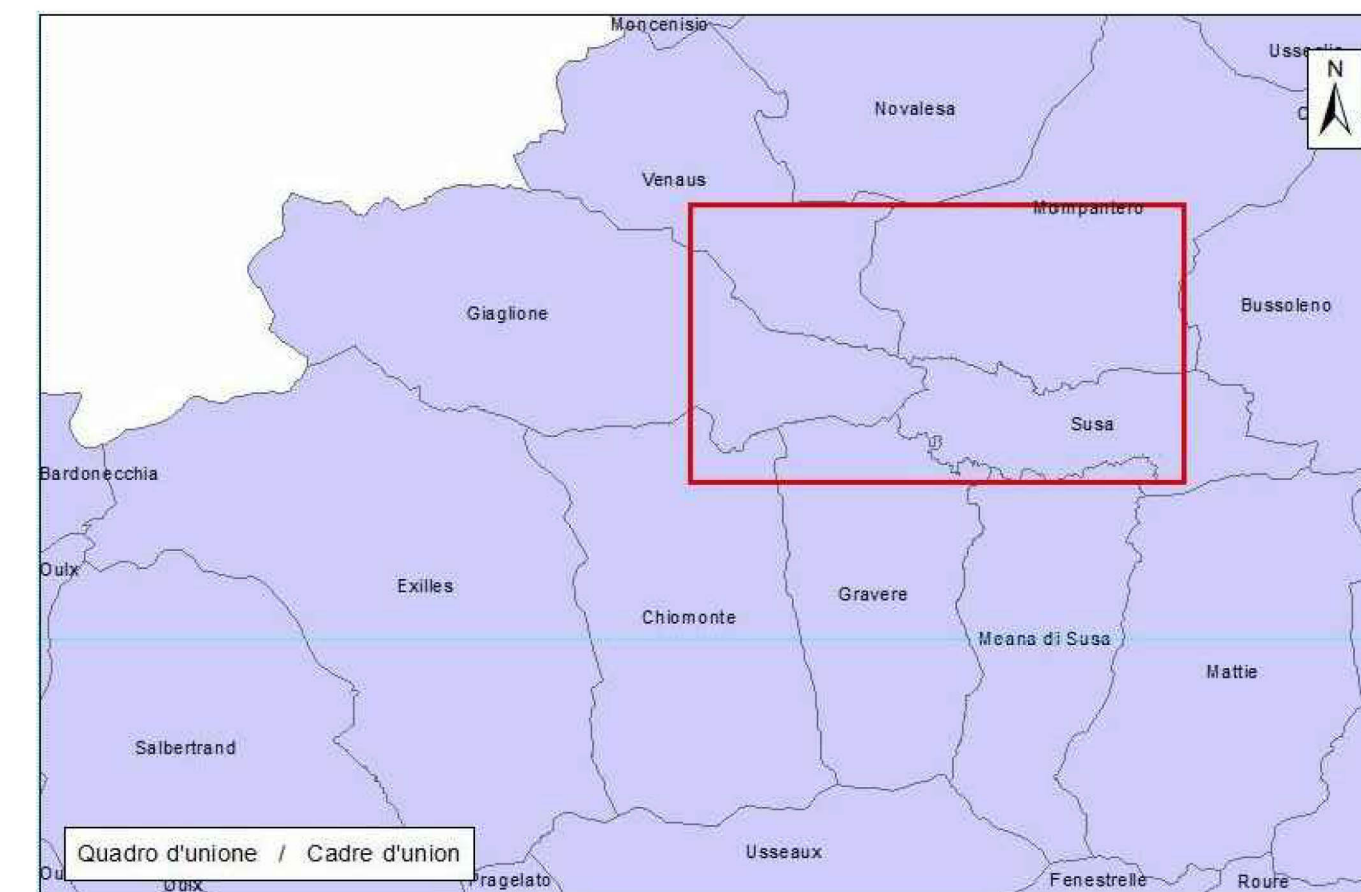 Moncenisio
N
Novalesa
Venaus
Mompantero
Giaglione
Bussoleno
Susa
Bardonecchia
Oulx
Exilles
Gravere
Chiomonte
Meana di Susa
Mattie
Salbertrand
Quadro d'unione / Cadre d'union
Usseaux
Oulx
Pragelato
Fenestrelle
Roure